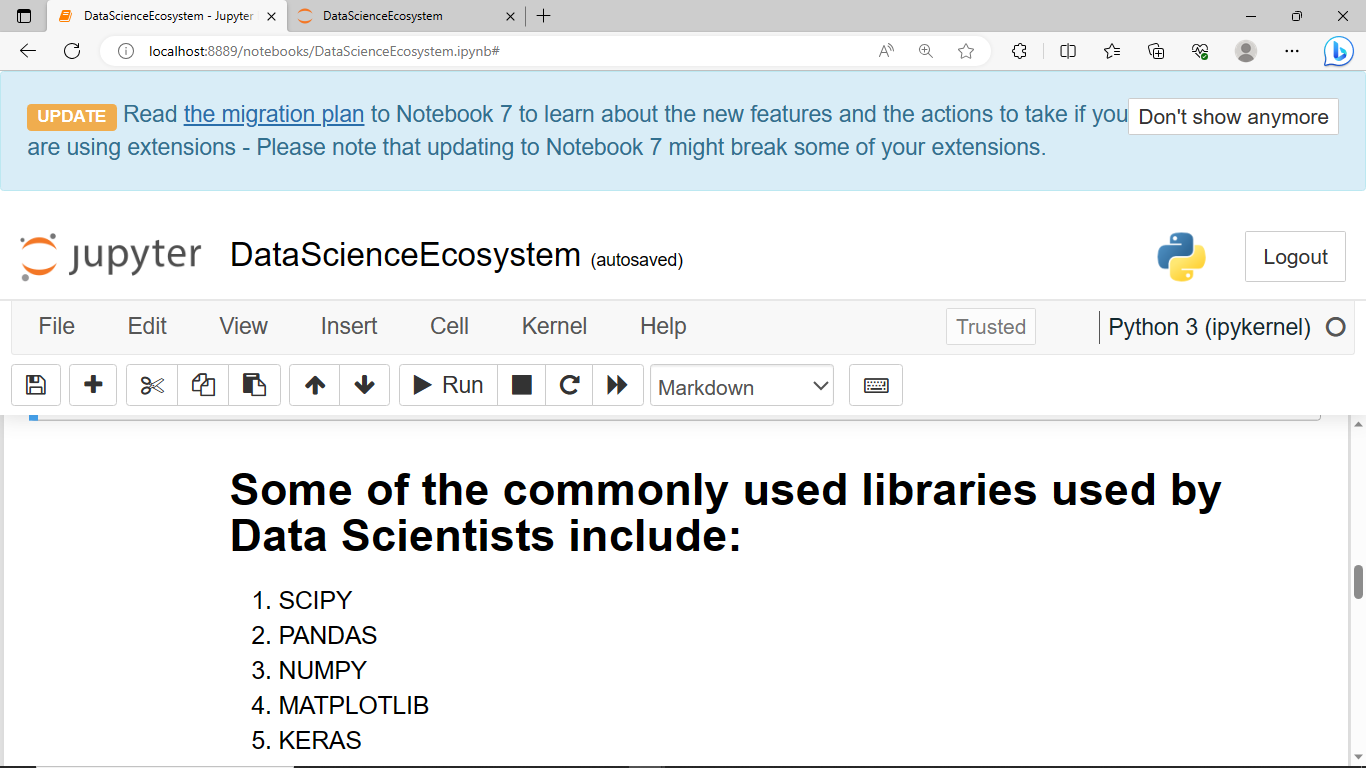 DataScienceEcosystem - Jupyter
DataScienceEcosystem
localhost:8889/notebooks/DataScienceEcosystem.ipynb#
UPDATE Read the migration plan to Notebook 7 to learn about the new features and the actions to take if you
Don't show anymore
are using extensions - Please note that updating to Notebook 7 might break some of your extensions.
jupyter DataScienceEcosystem (autosaved)
Logout
File Edit View Insert Cell Kernel Help
Trusted
Python 3 (ipykernel)
Run
Markdown
Some of the commonly used libraries used by
Data Scientists include:
1. SCIPY
2. PANDAS
3. NUMPY
4. MATPLOTLIB
5. KERAS